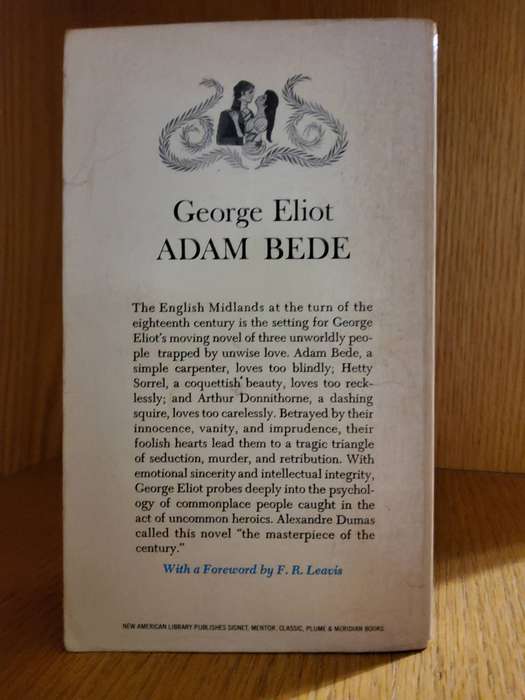 George Eliot
ADAM BEDE
The English Midlands at the turn of the
eighteenth century is the setting for George
Eliot's moving novel of three unworldly peo-
ple trapped by unwise love. Adam Bede, a
simple carpenter, loves too blindly; Hetty
Sorrel, a coquettish beauty, loves too reck-
lessly; and Arthur Donnithorne, a dashing
squire, loves too carelessly. Betrayed by their
innocence, vanity, and imprudence, their
foolish hearts lead them to a tragic triangle
of seduction, murder, and retribution. With
emotional sincerity and intellectual integrity,
George Eliot probes deeply into the psychol-
ogy of commonplace people caught in the
act of uncommon heroics. Alexandre Dumas
called this novel "the masterpiece of the
century."
With a Foreword by F. R. Leavis
NEW AMERICAN LIBRARY PUBLISHES SIGNET, MENTOR, CLASSIC, PLUME & MERIDIAN BOOKS